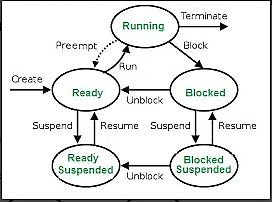 Running
Terminate
Preempt
Block
Run
Create
Ready
Unblock
Blocked
Suspend
Resume
Suspend
Resume
Ready
Suspended
Unblock
Blocked
Suspended